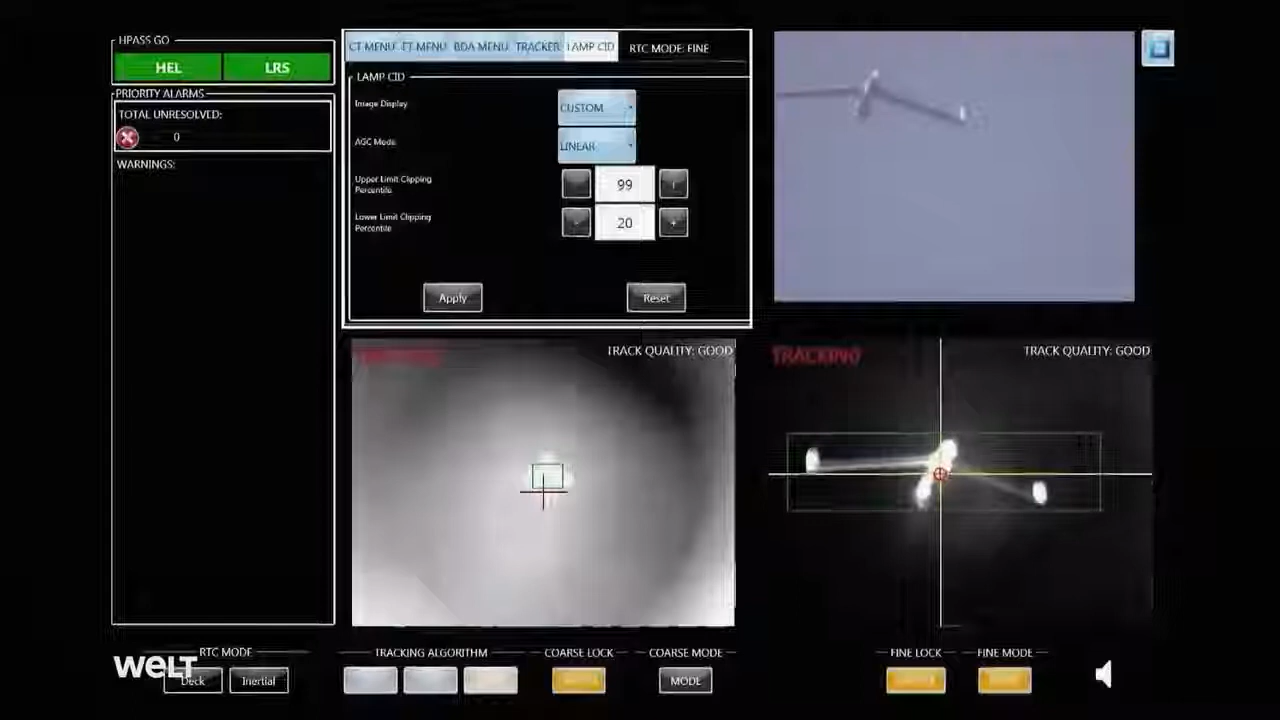 HPASS GO
HEL
LRS
PRIORITY ALARMS
TOTAL UNRESOLVED:
0
WARNINGS:
CT MENU
FT MENU
BDA MENU
TRACKER
LAMP CID
RTC MODE: FINE
LAMP CID
Image Display
CUSTOM
AGC Mode
LINEAR
Upper Limit Clipping
Percentile
99
Lower Limit Clipping
Percentile
- 20 +
Apply
Reset
TRACK QUALITY: GOOD
TRACKING
TRACK QUALITY: GOOD
RTC MODE
Deck
Inertial
TRACKING ALGORITHM
COARSE LOCK
COARSE MODE
MODE
FINE LOCK
FINE MODE
WELT